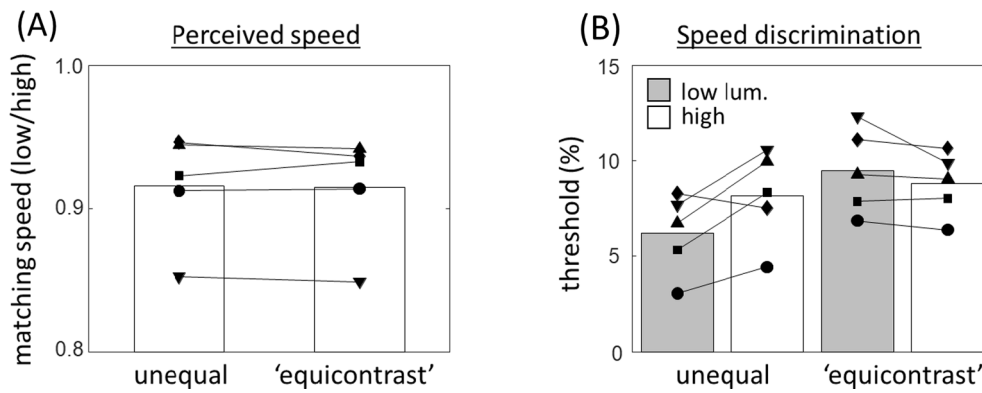 (A)
Perceived speed
matching speed (low/high)
1.0
0.9
0.8
unequal
‘equicontrast’
(B)
Speed discrimination
threshold (%)
15
10
5
0
low lum.
high
unequal
‘equicontrast’